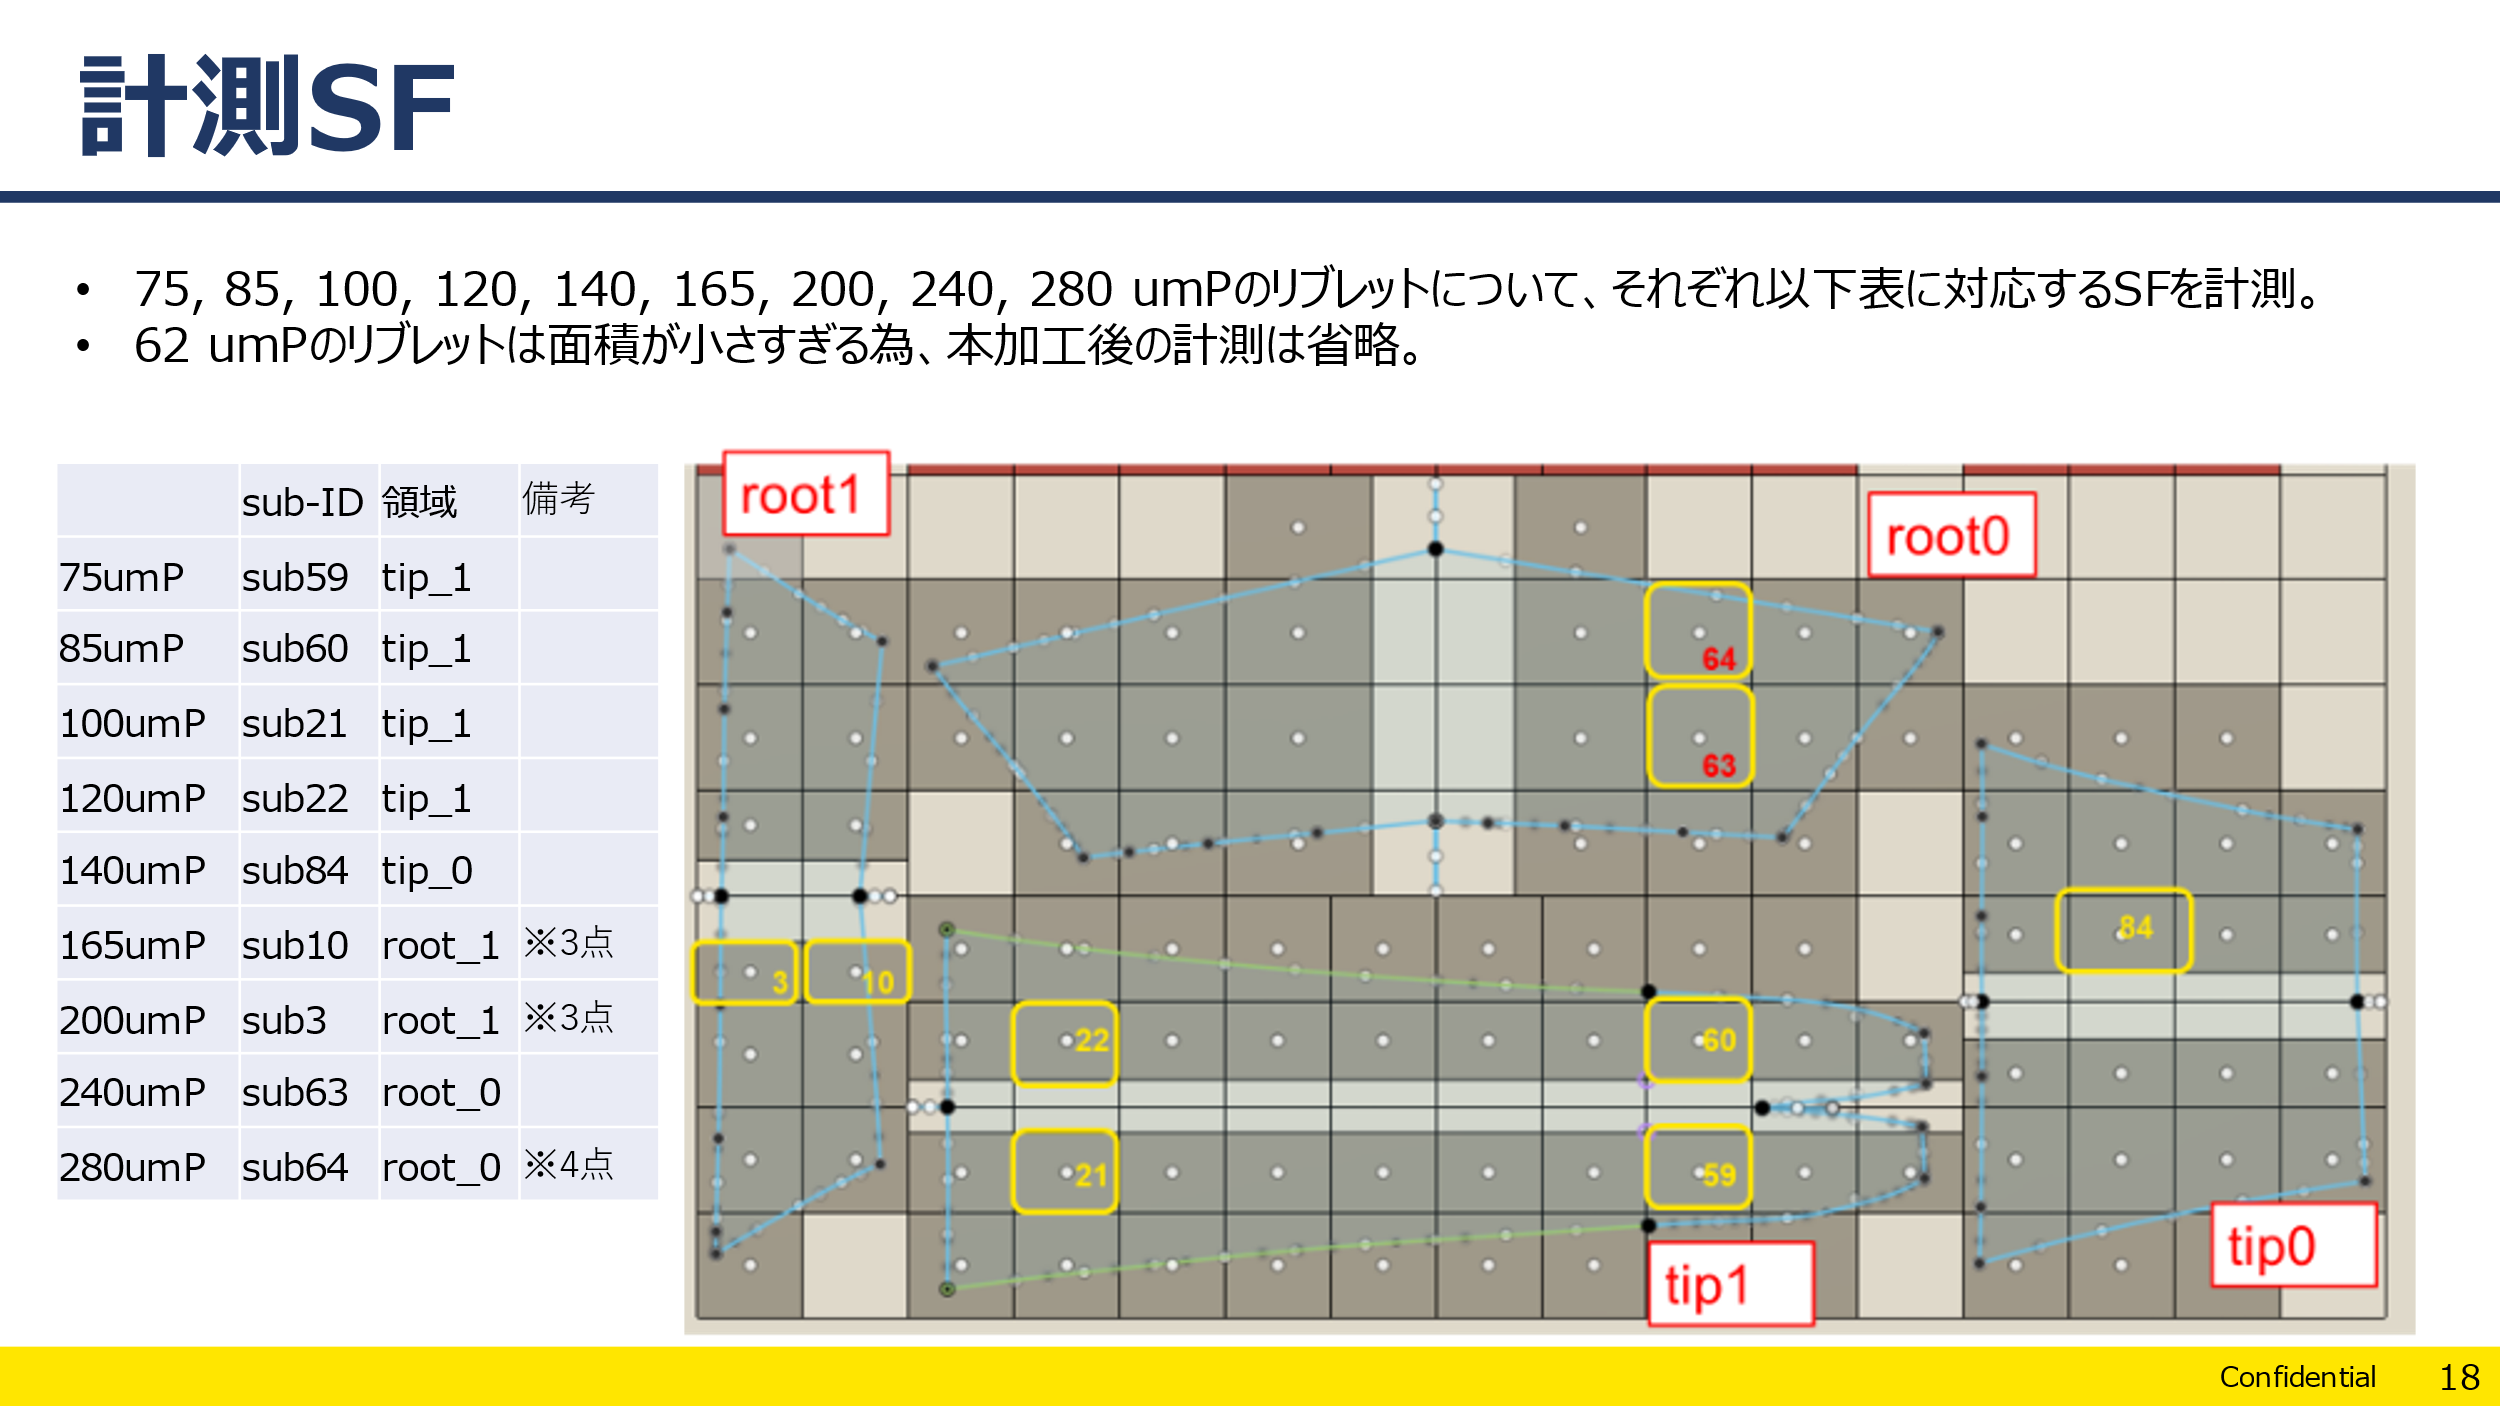 計測SF
• 75, 85, 100, 120, 140, 165, 200, 240, 280 umPのリブレットについて、それぞれ以下表に対応するSFを計測。
• 62 umPのリブレットは面積が小さすぎる為、本加工後の計測は省略。
sub-ID 領域 備考
75umP sub59 tip_1
85umP sub60 tip_1
100umP sub21 tip_1
120umP sub22 tip_1
140umP sub84 tip_0
165umP sub10 root_1 ※3点
200umP sub3 root_1 ※3点
240umP sub63 root_0
280umP sub64 root_0 ※4点
root1
root0
64
63
84
3
10
22
60
21
59
tip1
tip0
Confidential 18